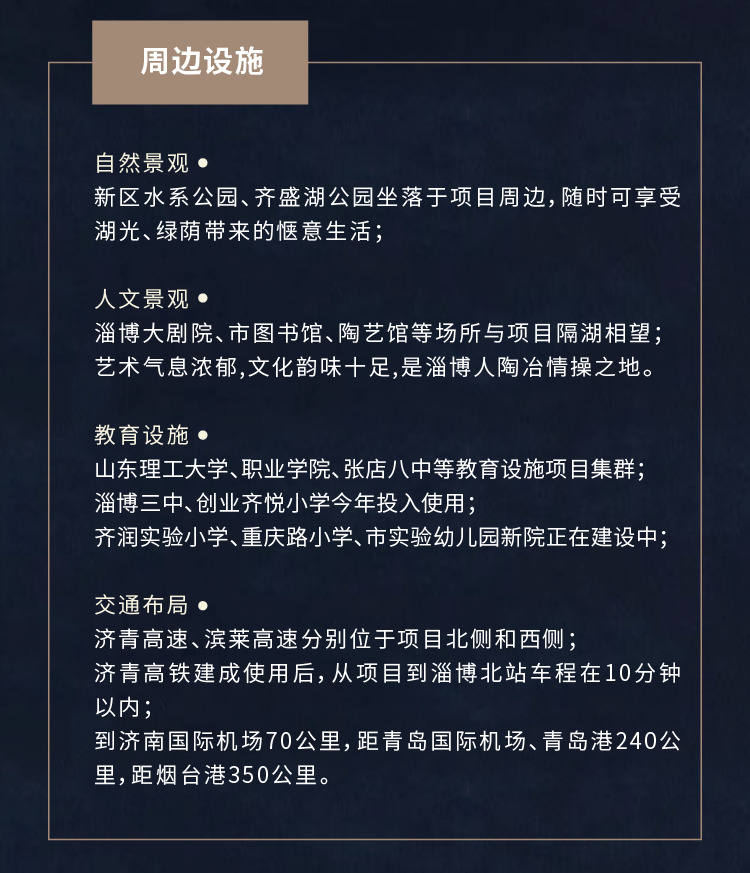 周边设施
自然景观●
新区水系公园、齐盛湖公园坐落于项目周边，随时可享受
湖光、绿荫带来的惬意生活；
人文景观●
淄博大剧院、市图书馆、陶艺馆等场所与项目隔湖相望；
艺术气息浓郁,文化韵味十足,是淄博人陶冶情操之地。
教育设施●
山东理工大学、职业学院、张店八中等教育设施项目集群；
淄博三中、创业齐悦小学今年投入使用；
齐润实验小学、重庆路小学、市实验幼儿园新院正在建设中；
交通布局●
济青高速、滨莱高速分别位于项目北侧和西侧；
济青高铁建成使用后，从项目到淄博北站车程在10分钟
以内；
到济南国际机场70公里，距青岛国际机场、青岛港240公
里，距烟台港350公里。